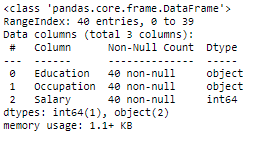 <class 'pandas.core.frame.DataFrame'>
RangeIndex: 40 entries, 0 to 39
Data columns (total 3 columns):
 #   Column      Non-Null Count  Dtype
---  ------      --------------  -----
 0   Education   40 non-null     object
 1   Occupation  40 non-null     object
 2   Salary      40 non-null     int64
dtypes: int64(1), object(2)
memory usage: 1.1+ KB